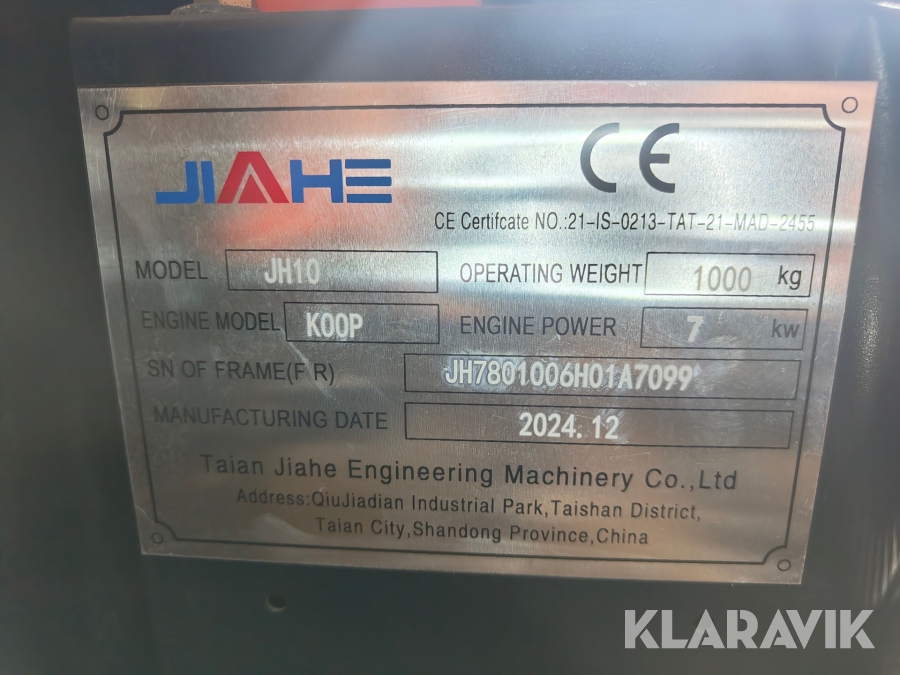 JIAHE
CE
CE Certifcate NO.:21-IS-0213-TAT-21-MAD-2455
MODEL JH10 OPERATING WEIGHT 1000 kg
ENGINE MODEL KOOP ENGINE POWER 7 kw
SN OF FRAME(F R) JH7801006H01A7099
MANUFACTURING DATE 2024.12
Taian Jiahe Engineering Machinery Co.,Ltd
Address:QiuJiadian Industrial Park,Taishan District,
Taian City,Shandong Province,China
KLARAVIK